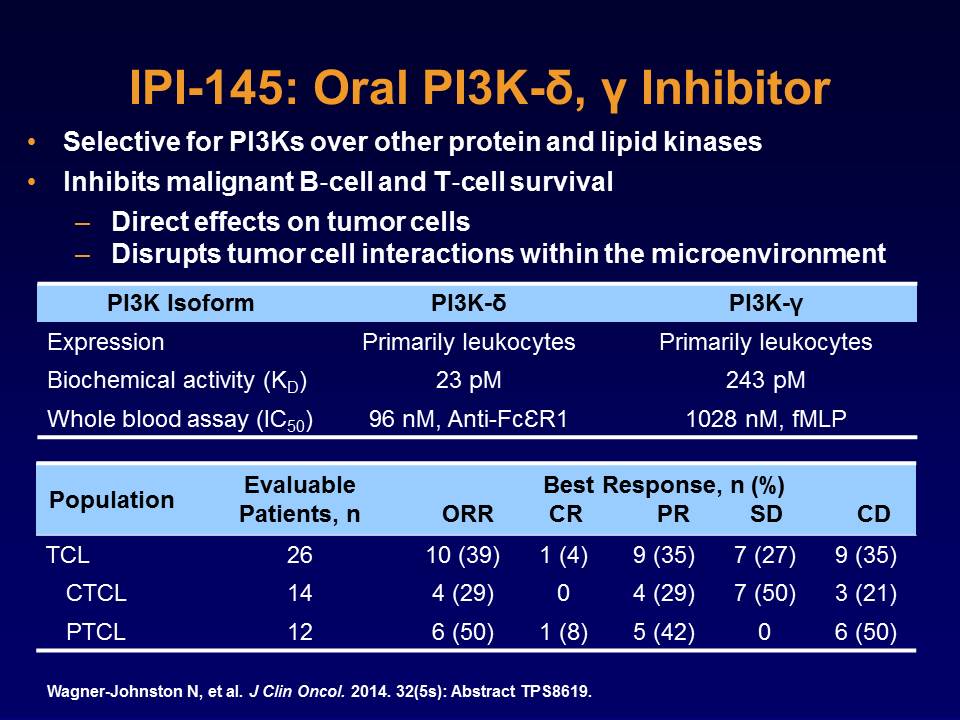 IPI-145: Oral PI3K-δ, γ Inhibitor
• Selective for PI3Ks over other protein and lipid kinases
• Inhibits malignant B-cell and T-cell survival
– Direct effects on tumor cells
– Disrupts tumor cell interactions within the microenvironment
PI3K Isoform PI3K-δ PI3K-γ
Expression Primarily leukocytes Primarily leukocytes
Biochemical activity (KD) 23 pM 243 pM
Whole blood assay (IC50) 96 nM, Anti-FcƐR1 1028 nM, fMLP
Population Evaluable Patients, n Best Response, n (%)
ORR CR PR SD CD
TCL 26 10 (39) 1 (4) 9 (35) 7 (27) 9 (35)
CTCL 14 4 (29) 0 4 (29) 7 (50) 3 (21)
PTCL 12 6 (50) 1 (8) 5 (42) 0 6 (50)
Wagner-Johnston N, et al. J Clin Oncol. 2014. 32(5s): Abstract TPS8619.